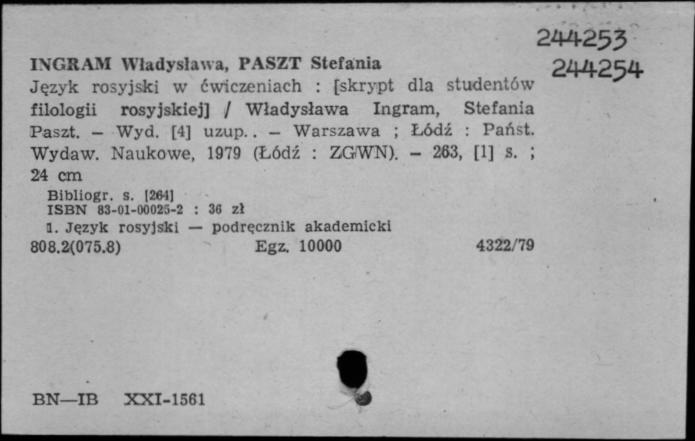 244253
244254
INGRAM Władysława, PASZT Stefania
Język rosyjski w ćwiczeniach : [skrypt dla studentów
filologii rosyjskiej] / Władysława Ingram, Stefania
Paszt. — Wyd. [4] uzup.. — Warszawa ; Łódź : Państ.
Wydaw. Naukowe, 1979 (Łódź : ZGWN). — 263, [1] s. ;
24 cm
Bibliogr. s. [264]
ISBN 83-01-00025-2 : 36 zł
1. Język rosyjski — podręcznik akademicki
808.2(075.8) Egz. 10000 4322/79
BN—IB XXI-1561